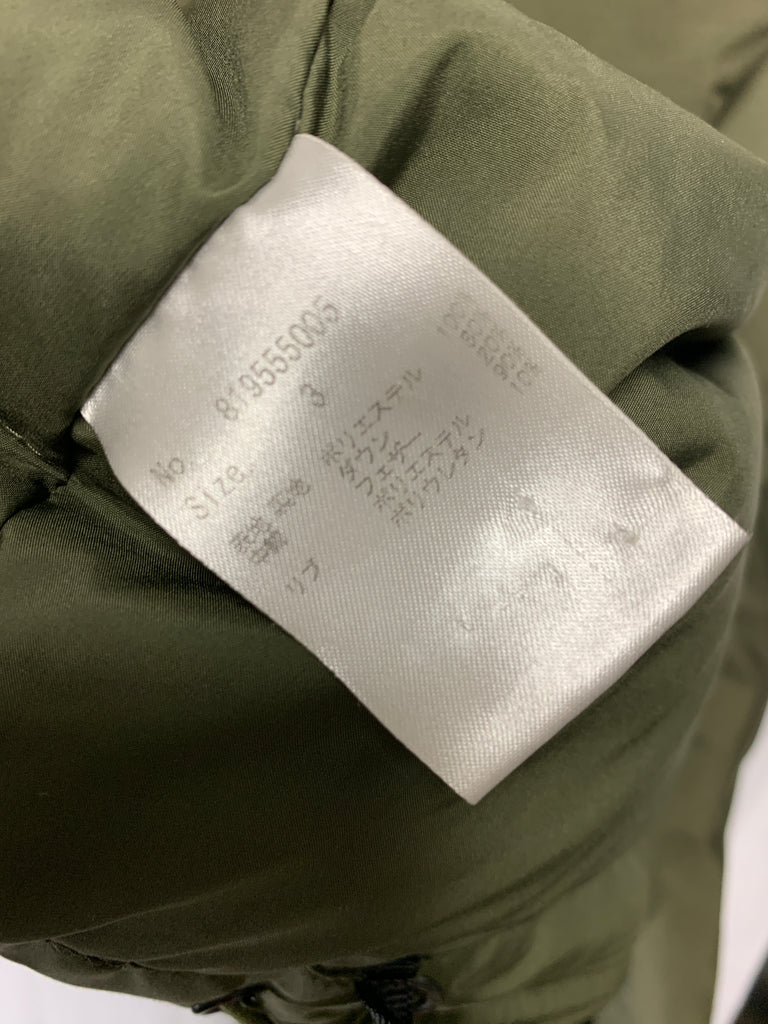 No. 819555005
Size. 3
表地 裏地 ポリエステル
中綿 ダウン
フェザー
リブ ポリエステル
ポリウレタン